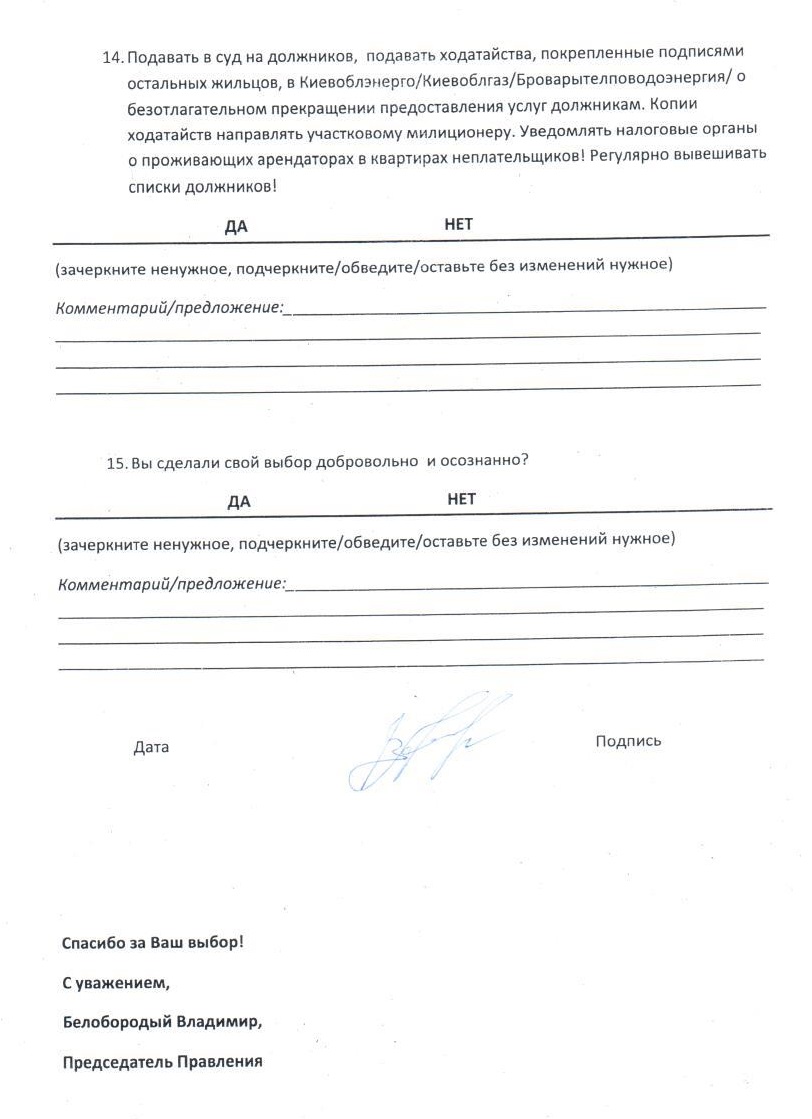 14. Подавать в суд на должников, подавать ходатайства, покрепленные подписями
остальных жильцов, в Киевоблэнерго/Киевоблгаз/Броварытелповодоэнергия/ о
безотлагательном прекращении предоставления услуг должникам. Копии
ходатайств направлять участковому милиционеру. Уведомлять налоговые органы
о проживающих арендаторах в квартирах неплательщиков! Регулярно вывешивать
списки должников!
ДА НЕТ
(зачеркните ненужное, подчеркните/обведите/оставьте без изменений нужное)
Комментарий/предложение:
15. Вы сделали свой выбор добровольно и осознанно?
ДА НЕТ
(зачеркните ненужное, подчеркните/обведите/оставьте без изменений нужное)
Комментарий/предложение:
Дата Подпись
Спасибо за Ваш выбор!
С уважением,
Белобородый Владимир,
Председатель Правления